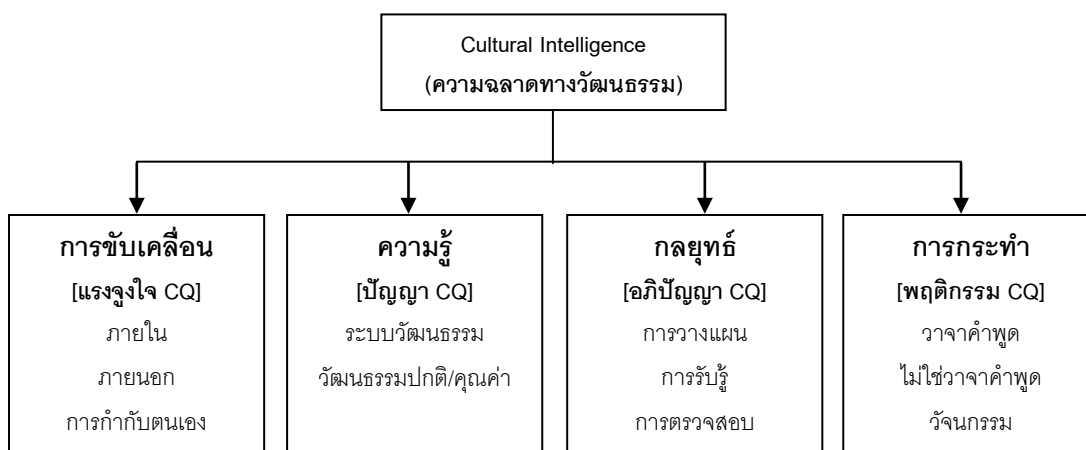 Cultural Intelligence
(ความฉลาดทางวัฒนธรรม)
การขับเคลื่อน
[แรงจูงใจ CQ]
ภายใน
ภายนอก
การกำกับตนเอง
ความรู้
[ปัญญา CQ]
ระบบวัฒนธรรม
วัฒนธรรมปกติ/คุณค่า
กลยุทธ์
[อภิปัญญา CQ]
การวางแผน
การรับรู้
การตรวจสอบ
การกระทำ
[พฤติกรรม CQ]
วาจาคำพูด
ไม่ใช่วาจาคำพูด
วัจนกรรม